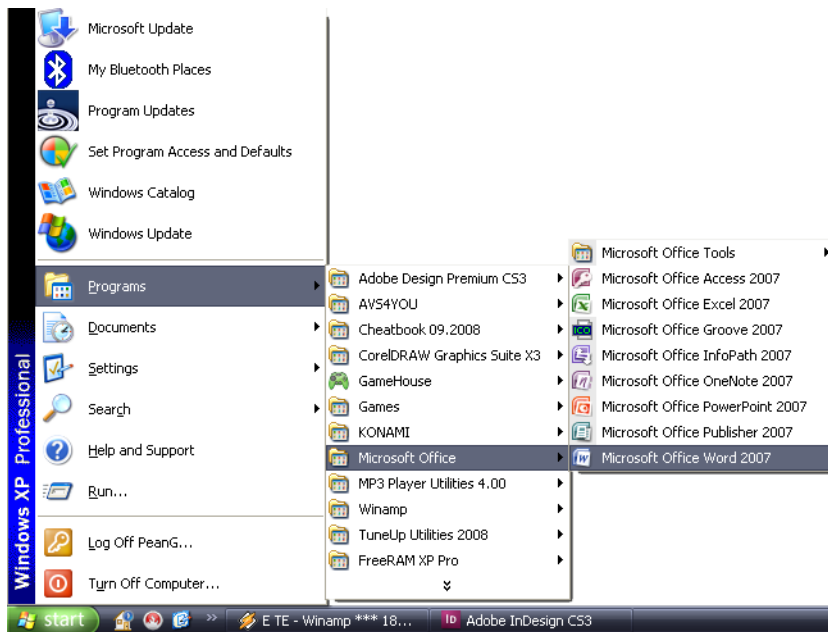 Microsoft Update
My Bluetooth Places
Program Updates
Set Program Access and Defaults
Windows Catalog
Windows Update
Programs
Documents
Settings
Search
Help and Support
Run...
Log Off PeanG...
Turn Off Computer...
Windows XP Professional
Adobe Design Premium CS3
AVS4YOU
Cheatbook 09.2008
CorelDRAW Graphics Suite X3
GameHouse
Games
KONAMI
Microsoft Office
MP3 Player Utilities 4.00
Winamp
TuneUp Utilities 2008
FreeRAM XP Pro
Microsoft Office Tools
Microsoft Office Access 2007
Microsoft Office Excel 2007
Microsoft Office Groove 2007
Microsoft Office InfoPath 2007
Microsoft Office OneNote 2007
Microsoft Office PowerPoint 2007
Microsoft Office Publisher 2007
Microsoft Office Word 2007
start
E TE - Winamp *** 18...
Adobe InDesign CS3